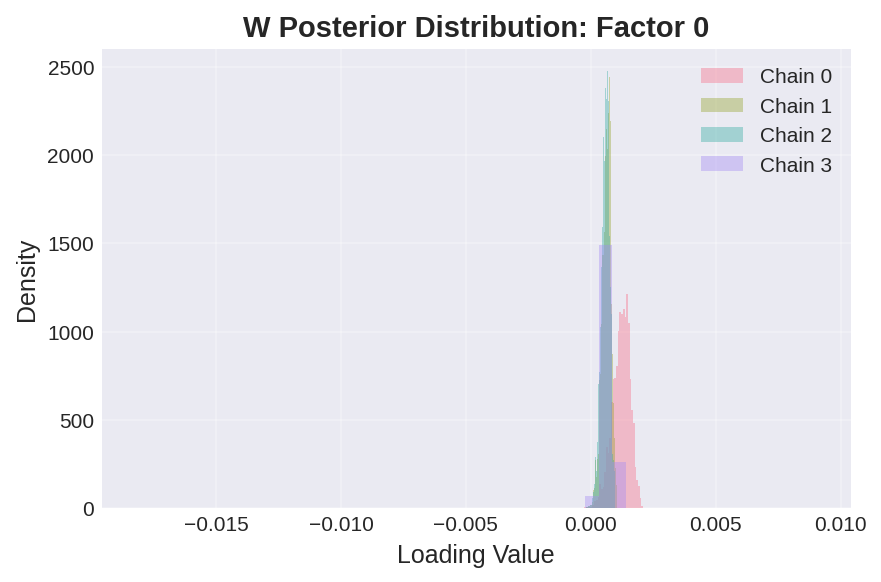 W Posterior Distribution: Factor 0
2500
2000
1500
1000
500
0
Density
Chain 0
Chain 1
Chain 2
Chain 3
−0.015
−0.010
−0.005
0.000
0.005
0.010
Loading Value